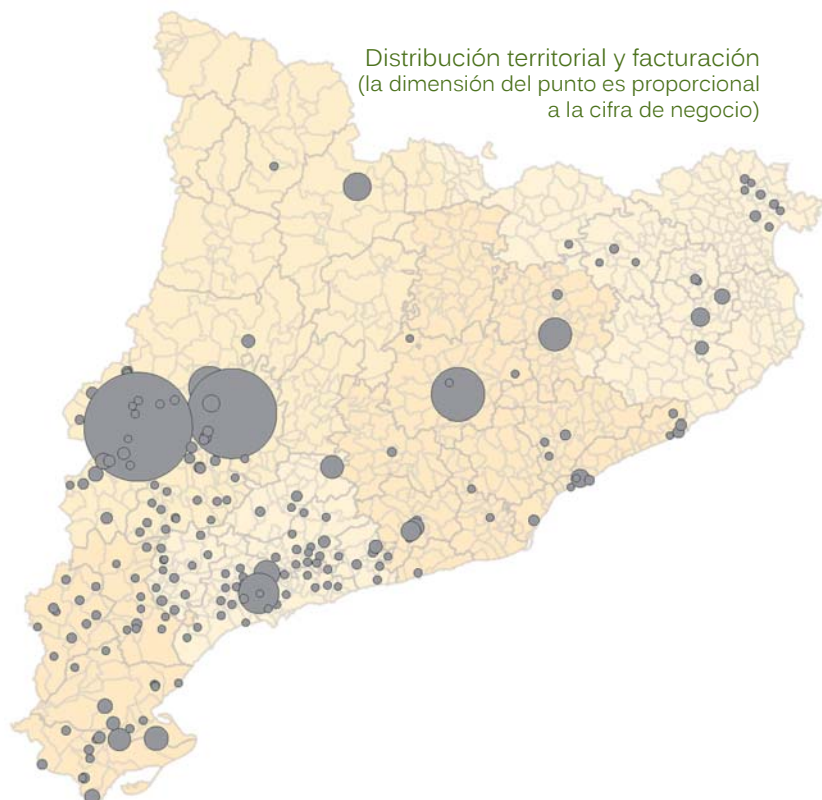 Distribución territorial y facturación
(la dimensión del punto es proporcional
a la cifra de negocio)